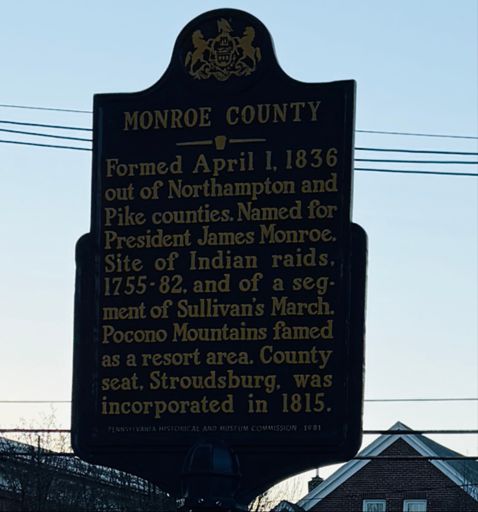 MONROE COUNTY
Formed April 1, 1836
out of Northampton and
Pike counties. Named for
President James Monroe.
Site of Indian raids,
1755-82, and of a seg-
ment of Sullivan's March.
Pocono Mountains famed
as a resort area. County
seat, Stroudsburg, was
incorporated in 1815.
PENNSYLVANIA HISTORICAL AND MUSEUM COMMISSION 1981